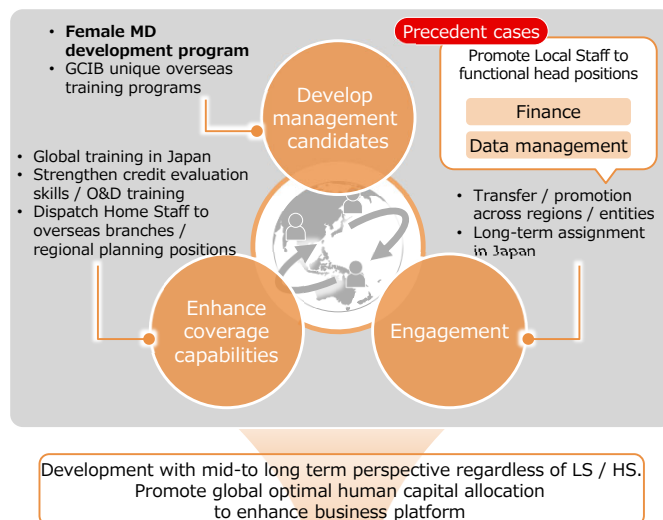 • Female MD
development program
• GCIB unique overseas
training programs
Precedent cases
Promote Local Staff to
functional head positions
Finance
Data management
Develop
management
candidates
• Global training in Japan
• Strengthen credit evaluation
skills / O&D training
• Dispatch Home Staff to
overseas branches /
regional planning positions
• Transfer / promotion
across regions / entities
• Long-term assignment
in Japan
Enhance
coverage
capabilities
Engagement
Development with mid-to long term perspective regardless of LS / HS.
Promote global optimal human capital allocation
to enhance business platform